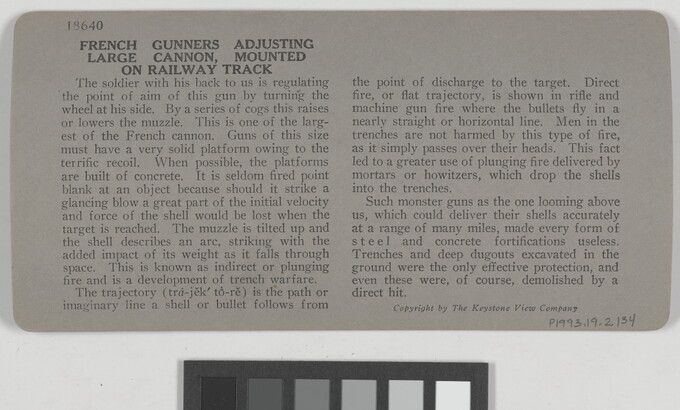 18640
FRENCH GUNNERS ADJUSTING
LARGE CANNON, MOUNTED
ON RAILWAY TRACK
The soldier with his back to us is regulating
the point of aim of this gun by turning the
wheel at his side. By a series of cogs this raises
or lowers the muzzle. This is one of the larg-
est of the French cannon. Guns of this size
must have a very solid platform owing to the
terrific recoil. When possible, the platforms
are built of concrete. It is seldom fired point
blank at an object because should it strike a
glancing blow a great part of the initial velocity
and force of the shell would be lost when the
target is reached. The muzzle is tilted up and
the shell describes an arc, striking with the
added impact of its weight as it falls through
space. This is known as indirect or plunging
fire and is a development of trench warfare.
The trajectory (trá-jĕk′ tô-rĕ) is the path or
imaginary line a shell or bullet follows from
the point of discharge to the target. Direct
fire, or flat trajectory, is shown in rifle and
machine gun fire where the bullets fly in a
nearly straight or horizontal line. Men in the
trenches are not harmed by this type of fire,
as it simply passes over their heads. This fact
led to a greater use of plunging fire delivered by
mortars or howitzers, which drop the shells
into the trenches.
Such monster guns as the one looming above
us, which could deliver their shells accurately
at a range of many miles, made every form of
steel and concrete fortifications useless.
Trenches and deep dugouts excavated in the
ground were the only effective protection, and
even these were, of course, demolished by a
direct hit.
Copyright by The Keystone View Company
P1993.19.2134